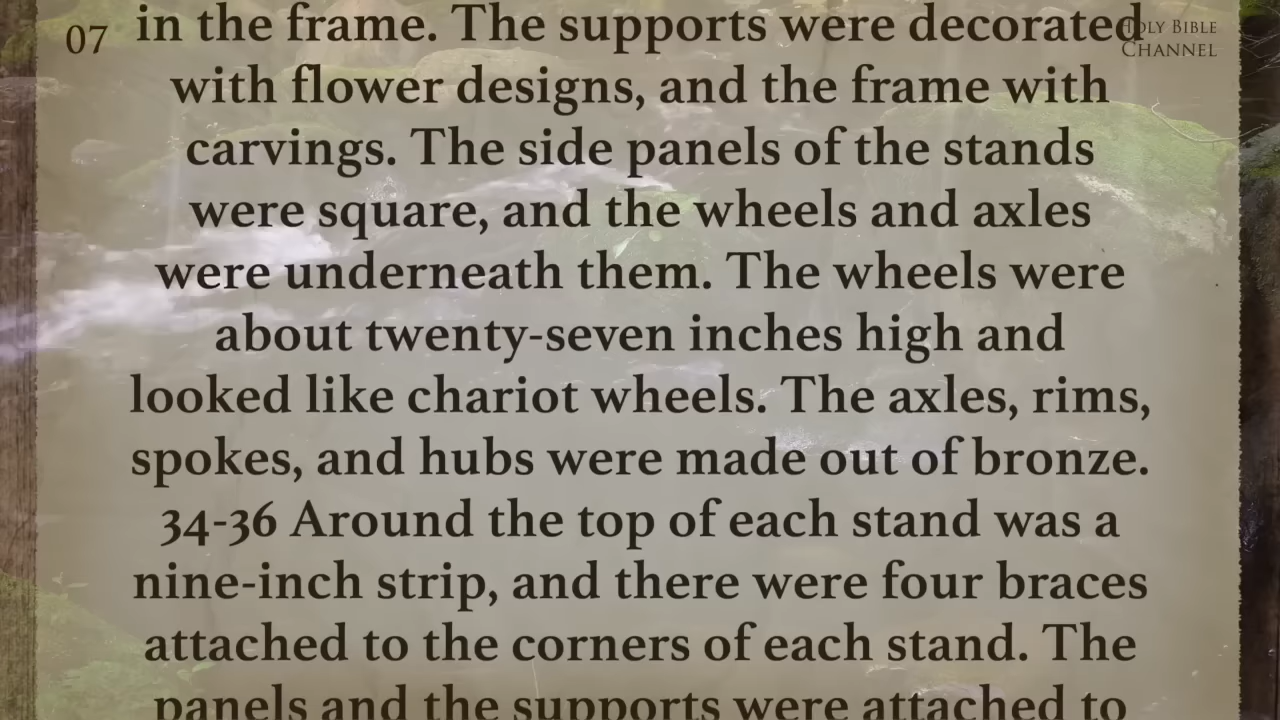 07
Holy Bible
Channel
in the frame. The supports were decorated
with flower designs, and the frame with
carvings. The side panels of the stands
were square, and the wheels and axles
were underneath them. The wheels were
about twenty-seven inches high and
looked like chariot wheels. The axles, rims,
spokes, and hubs were made out of bronze.
34-36 Around the top of each stand was a
nine-inch strip, and there were four braces
attached to the corners of each stand. The
panels and the supports were attached to